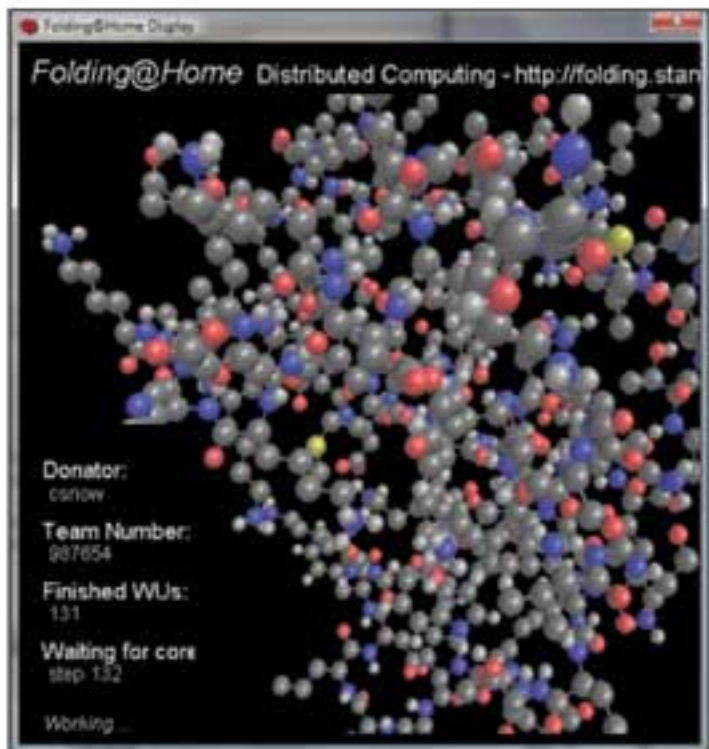 Folding@Home Display
Folding@Home Distributed Computing - http://folding.stan
Donator:
csnow
Team Number:
987654
Finished WUs:
131
Waiting for core
step 132
Working...